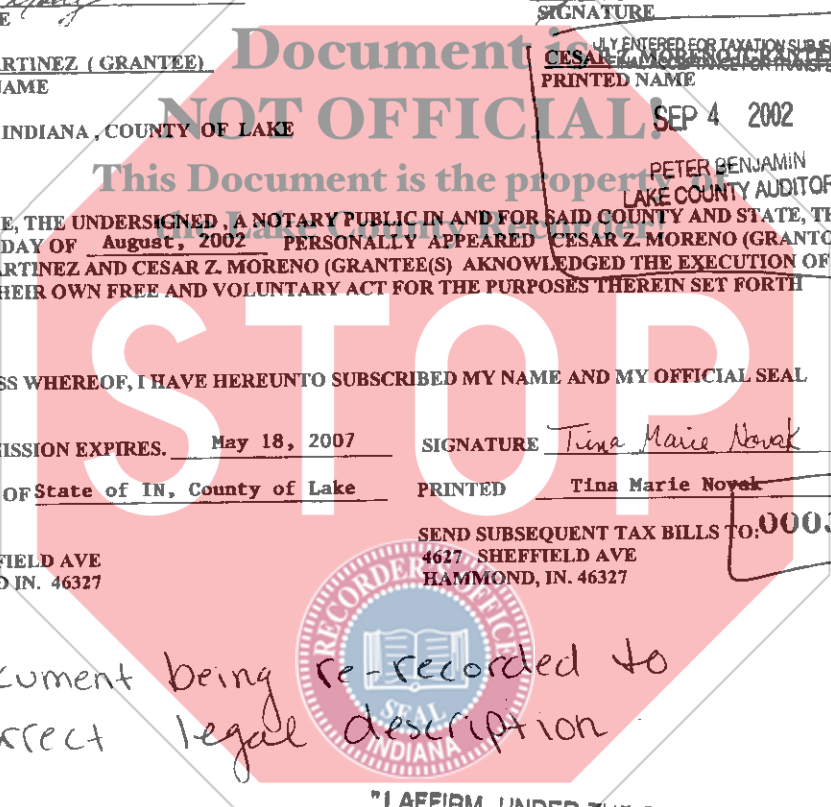 E SIGNATURE
Document is
ARTINEZ ( GRANTEE) CESAR Z. MORENO (GRANTEE
NAME PRINTED NAME
NOT OFFICIAL!
SEP 4 2002
INDIANA , COUNTY OF LAKE
This Document is the property of
PETER BENJAMIN
LAKE COUNTY AUDITOR
the Lake County Recorder!
E, THE UNDERSIGNED , A NOTARY PUBLIC IN AND FOR SAID COUNTY AND STATE, T
DAY OF August, 2002 PERSONALLY APPEARED CESAR Z. MORENO (GRANTO
ARTINEZ AND CESAR Z. MORENO (GRANTEE(S) AKNOWLEDGED THE EXECUTION OF
HEIR OWN FREE AND VOLUNTARY ACT FOR THE PURPOSES THEREIN SET FORTH
STOP
SS WHEREOF, I HAVE HEREUNTO SUBSCRIBED MY NAME AND MY OFFICIAL SEAL
MISSION EXPIRES. May 18, 2007 SIGNATURE Tina Marie Novak
OF State of IN, County of Lake PRINTED Tina Marie Novak
SEND SUBSEQUENT TAX BILLS TO: 000
FIELD AVE 4627 SHEFFIELD AVE
D IN. 46327 HAMMOND, IN. 46327
RECORDER'S OFFICE
SEAL
INDIANA
cument being re-recorded to
rrect legal description
"I AFFIRM, UNDER